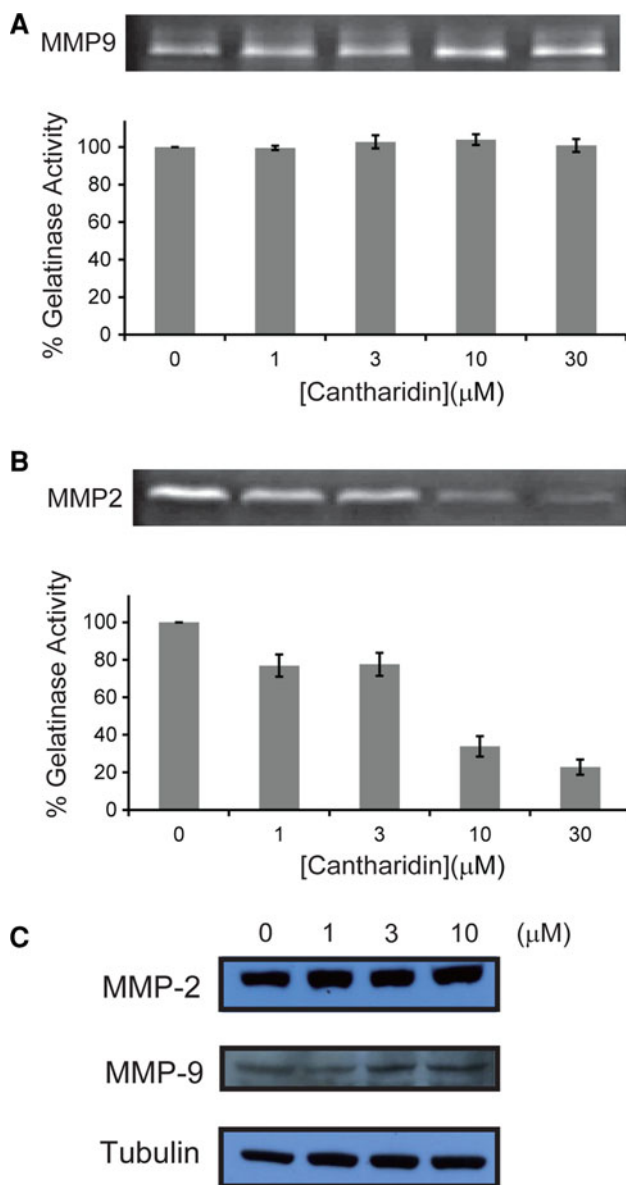 A
MMP9
% Gelatinase Activity
100
80
60
40
20
0
0 1 3 10 30
[Cantharidin](μM)
B
MMP2
% Gelatinase Activity
100
80
60
40
20
0
0 1 3 10 30
[Cantharidin](μM)
C
0 1 3 10 (μM)
MMP-2
MMP-9
Tubulin